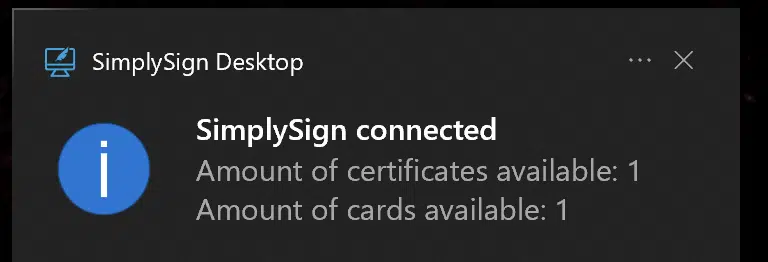 SimplySign Desktop
SimplySign connected
Amount of certificates available: 1
Amount of cards available: 1